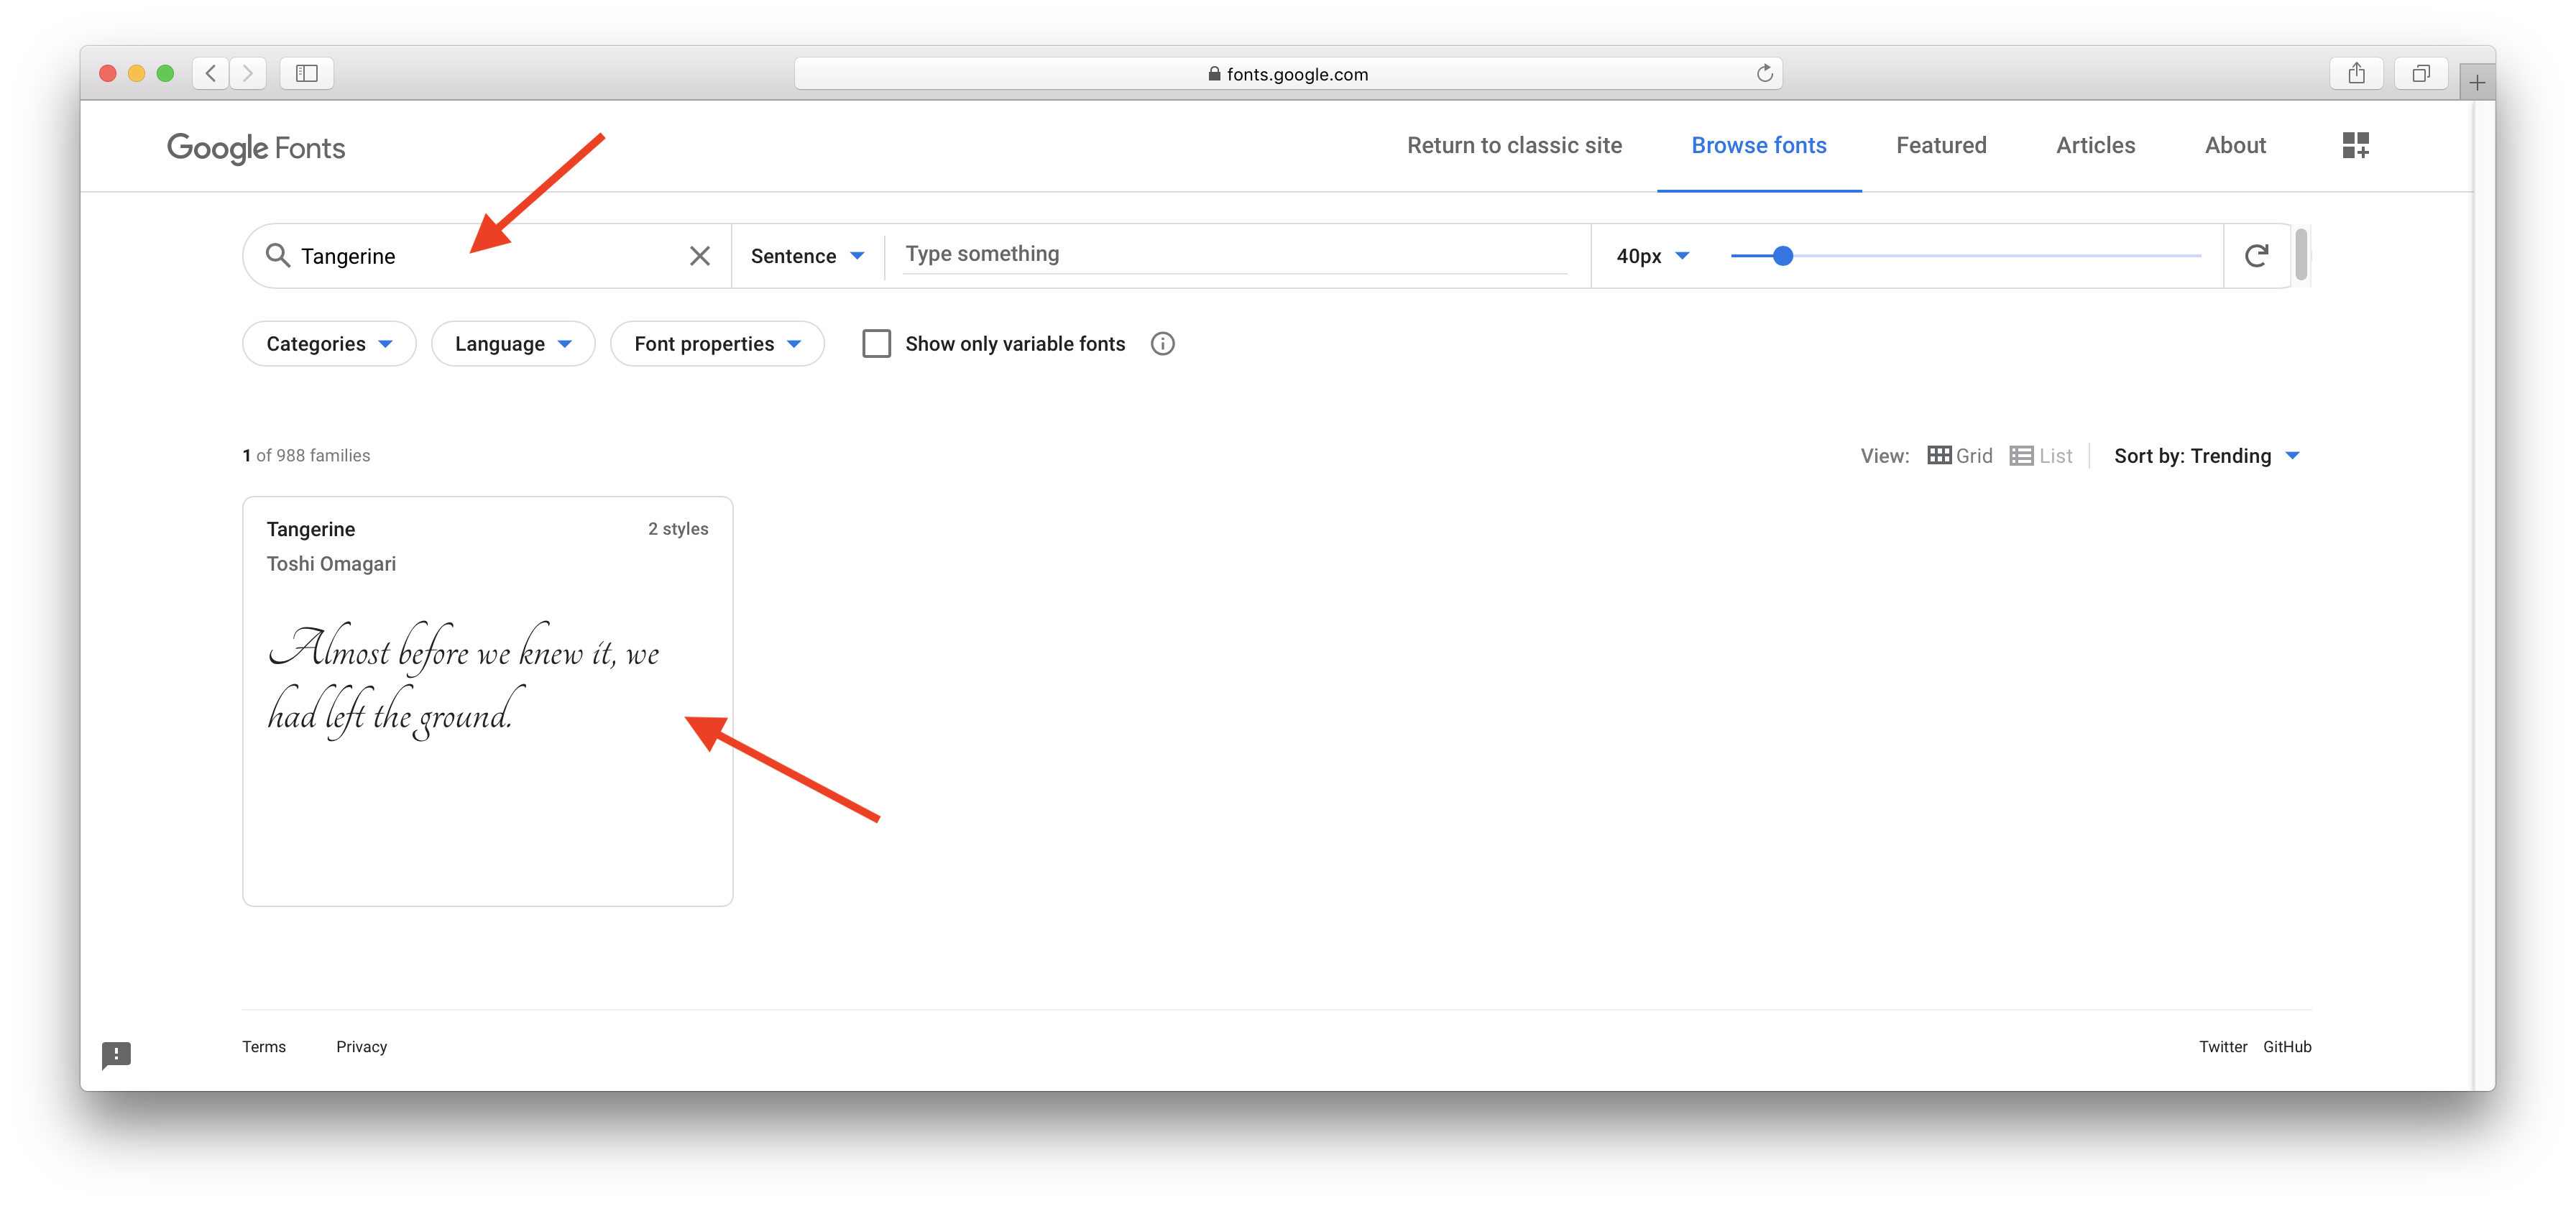 fonts.google.com
Google Fonts
Return to classic site
Browse fonts
Featured
Articles
About
Tangerine
Sentence
Type something
40px
Categories
Language
Font properties
Show only variable fonts
1 of 988 families
View: Grid List
Sort by: Trending
Tangerine
2 styles
Toshi Omagari
Almost before we knew it, we
had left the ground.
Terms
Privacy
Twitter
GitHub